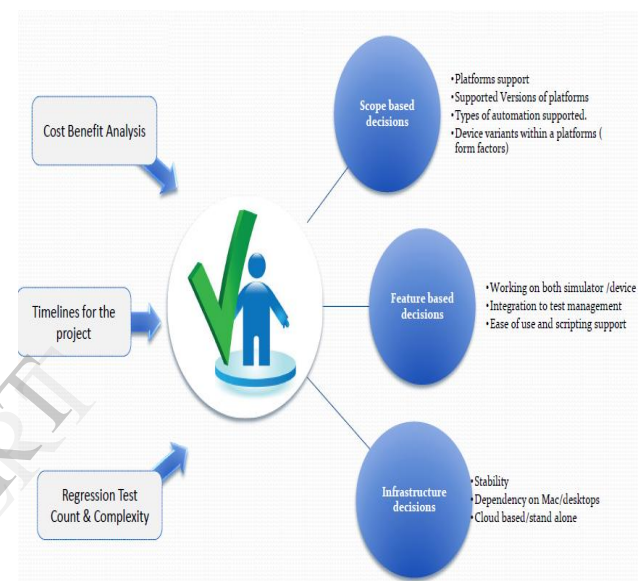 Cost Benefit Analysis
Timelines for the
project
Regression Test
Count & Complexity
Scope based
decisions
•Platforms support
•Supported Versions of platforms
•Types of automation supported.
•Device variants within a platforms (
form factors)
Feature based
decisions
•Working on both simulator /device
•Integration to test management
•Ease of use and scripting support
Infrastructure
decisions
•Stability
•Dependency on Mac/desktops
•Cloud based/stand alone